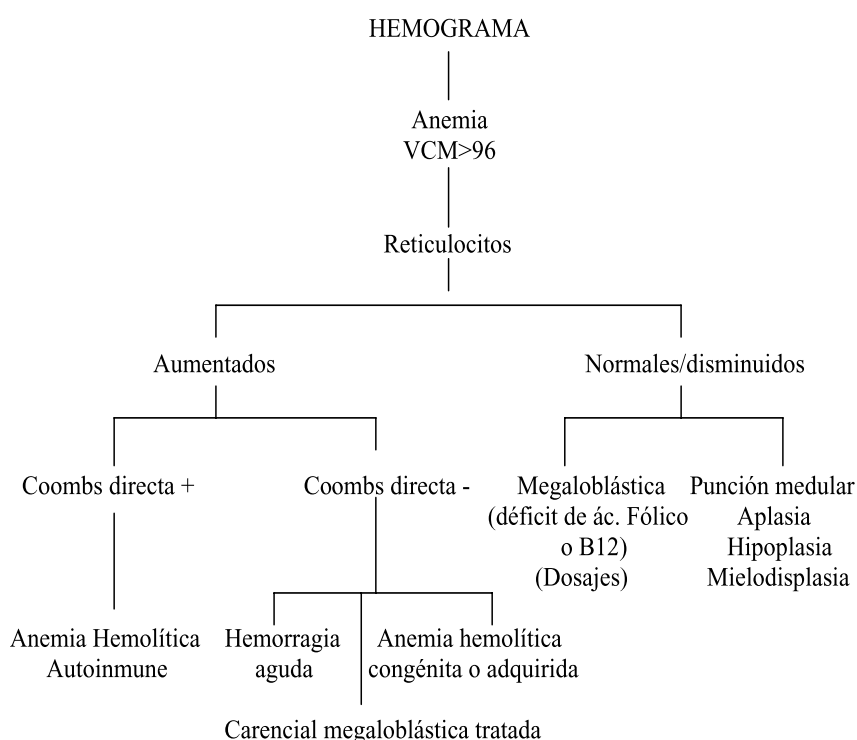 HEMOGRAMA
Anemia
VCM>96
Reticulocitos
Aumentados
Normales/disminuidos
Coombs directa +
Coombs directa -
Megaloblástica
(déficit de ác. Fólico
o B12)
(Dosajes)
Punción medular
Aplasia
Hipoplasia
Mielodisplasia
Anemia Hemolítica
Autoinmune
Hemorragia
aguda
Anemia hemolítica
congénita o adquirida
Carencial megaloblástica tratada